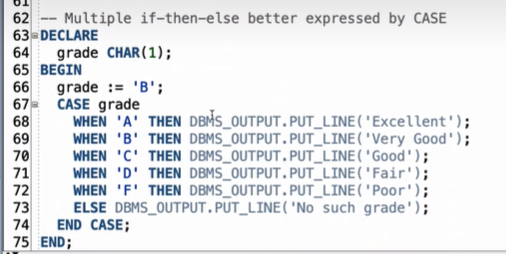 61
62 -- Multiple if-then-else better expressed by CASE
63 DECLARE
64   grade CHAR(1);
65 BEGIN
66   grade := 'B';
67   CASE grade
68     WHEN 'A' THEN DBMS_OUTPUT.PUT_LINE('Excellent');
69     WHEN 'B' THEN DBMS_OUTPUT.PUT_LINE('Very Good');
70     WHEN 'C' THEN DBMS_OUTPUT.PUT_LINE('Good');
71     WHEN 'D' THEN DBMS_OUTPUT.PUT_LINE('Fair');
72     WHEN 'F' THEN DBMS_OUTPUT.PUT_LINE('Poor');
73     ELSE DBMS_OUTPUT.PUT_LINE('No such grade');
74   END CASE;
75 END;